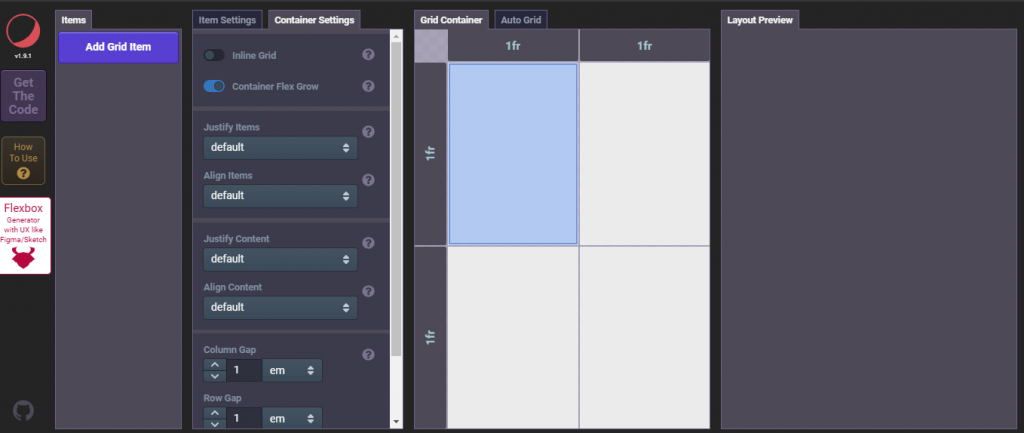 v1.9.1
Get
The
Code
How
To Use
?
Flexbox
Generator
with UX like
Figma/Sketch
Items
Add Grid Item
Item Settings
Container Settings
Inline Grid ?
Container Flex Grow ?
Justify Items ?
default
Align Items ?
default
Justify Content ?
default
Align Content ?
default
Column Gap ?
1 em
Row Gap
1 em
Grid Container
Auto Grid
1fr 1fr
1fr
1fr
Layout Preview